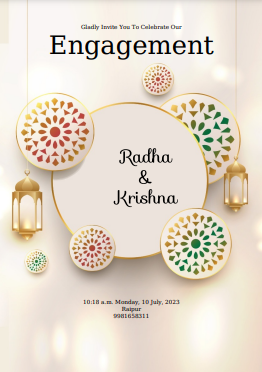 Gladly Invite You To Celebrate Our
Engagement
Radha
&
Krishna
10:18 a.m. Monday, 10 July, 2023
Raipur
9981658311